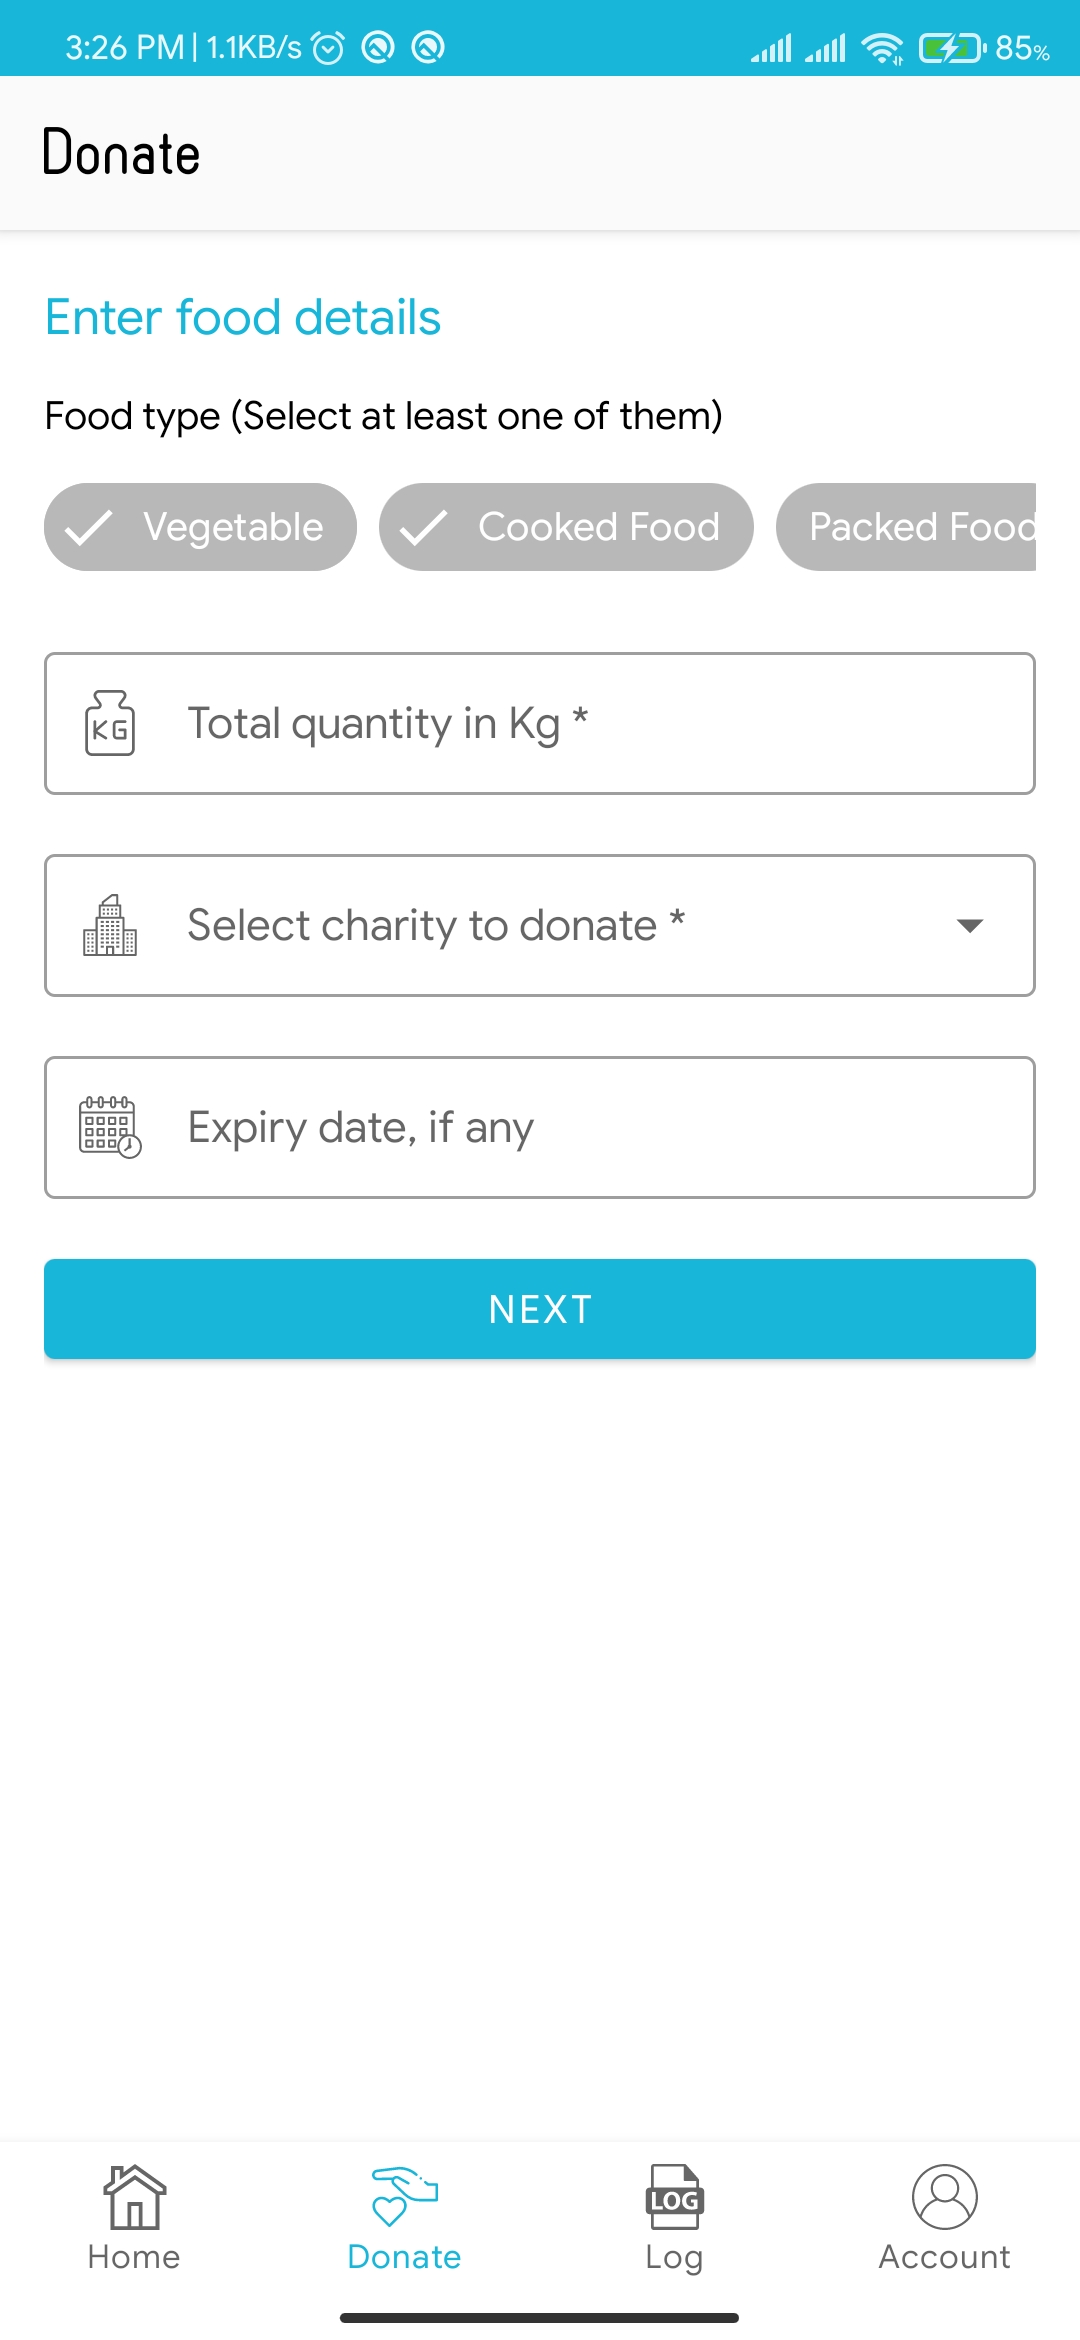 3:26 PM | 1.1KB/s 85%
Donate
Enter food details
Food type (Select at least one of them)
Vegetable Cooked Food Packed Food
KG Total quantity in Kg *
Select charity to donate *
Expiry date, if any
NEXT
LOG
Home Donate Log Account